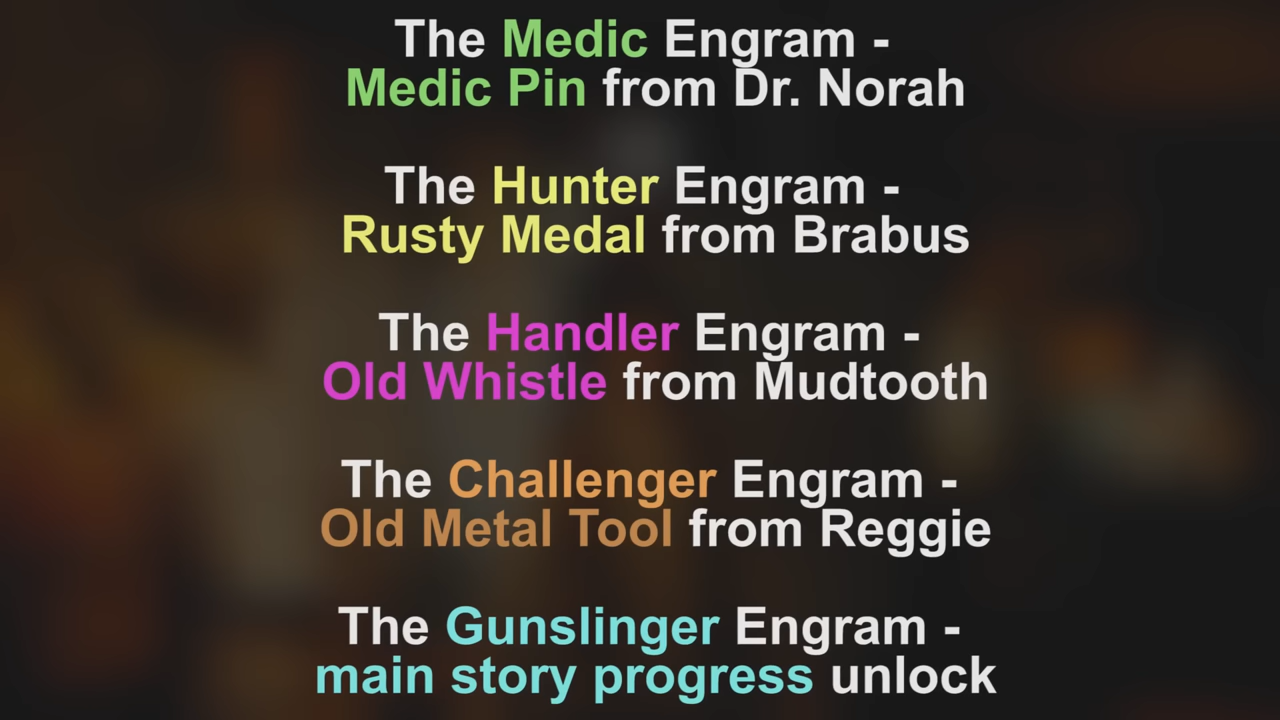 The Medic Engram -
Medic Pin from Dr. Norah
The Hunter Engram -
Rusty Medal from Brabus
The Handler Engram -
Old Whistle from Mudtooth
The Challenger Engram -
Old Metal Tool from Reggie
The Gunslinger Engram -
main story progress unlock